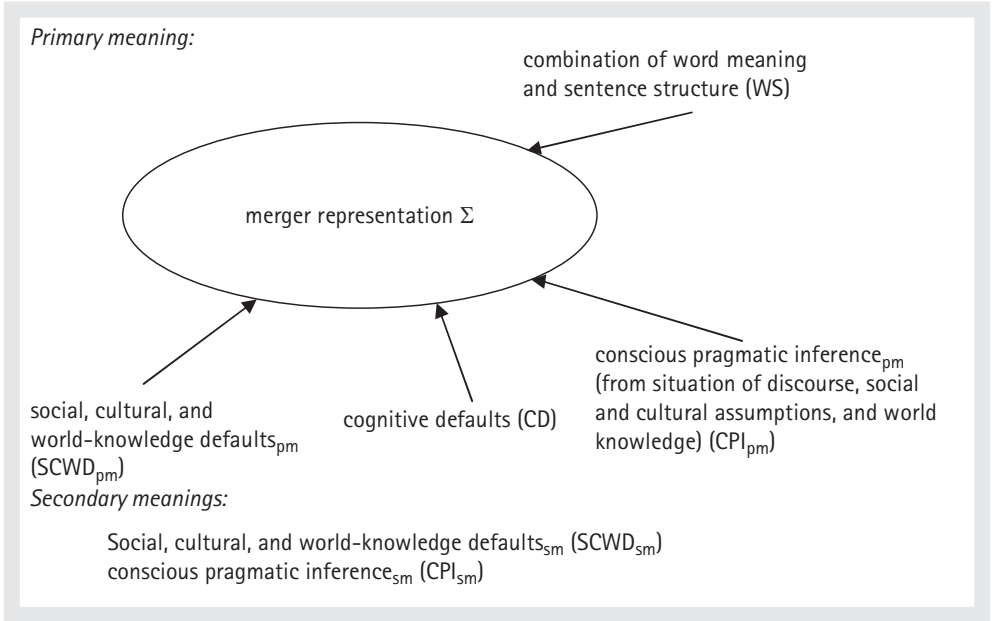 Primary meaning:
combination of word meaning
and sentence structure (WS)
merger representation Σ
social, cultural, and
world-knowledge defaultspm
(SCWDpm)
cognitive defaults (CD)
conscious pragmatic inferencepm
(from situation of discourse, social
and cultural assumptions, and world
knowledge) (CPIpm)
Secondary meanings:
Social, cultural, and world-knowledge defaultssm (SCWDsm)
conscious pragmatic inferencesm (CPIsm)